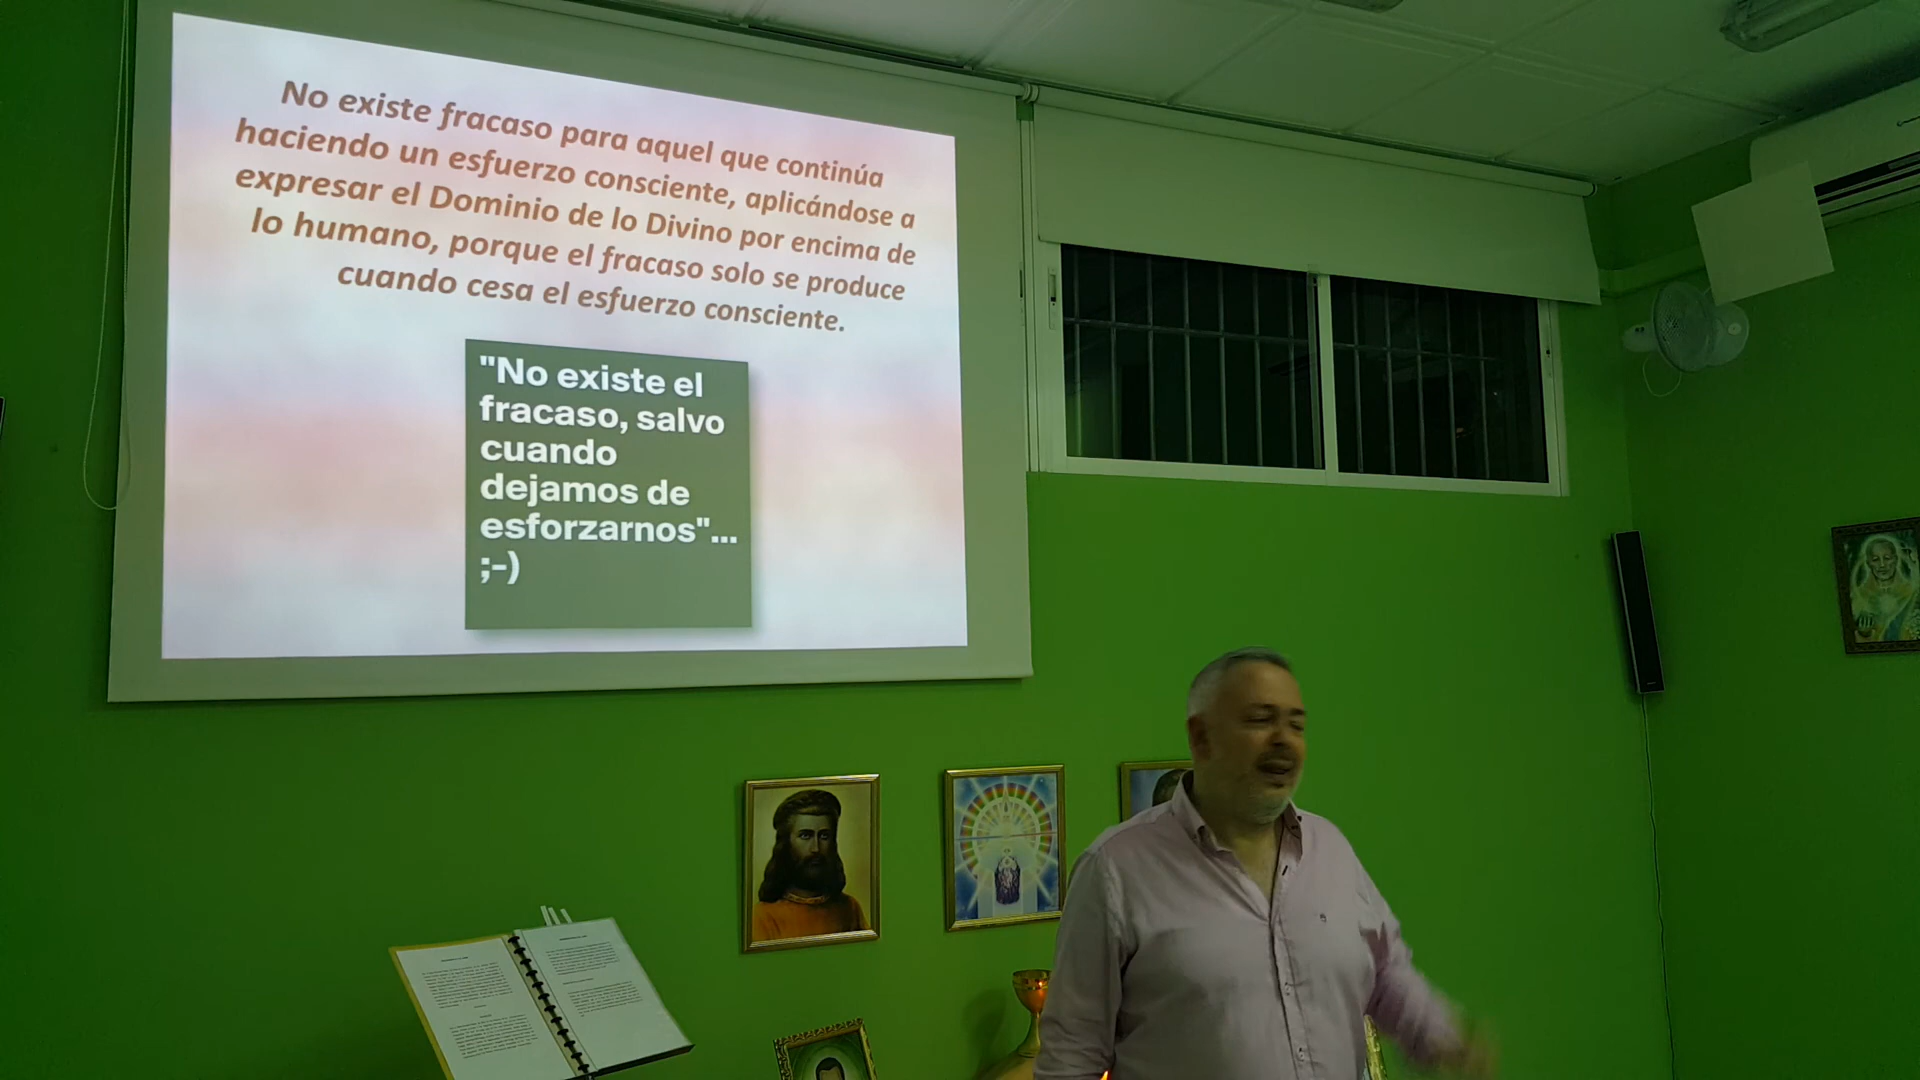 No existe fracaso para aquel que continúa
haciendo un esfuerzo consciente, aplicándose a
expresar el Dominio de lo Divino por encima de
lo humano, porque el fracaso solo se produce
cuando cesa el esfuerzo consciente.
"No existe el
fracaso, salvo
cuando
dejamos de
esforzarnos"...
;-)